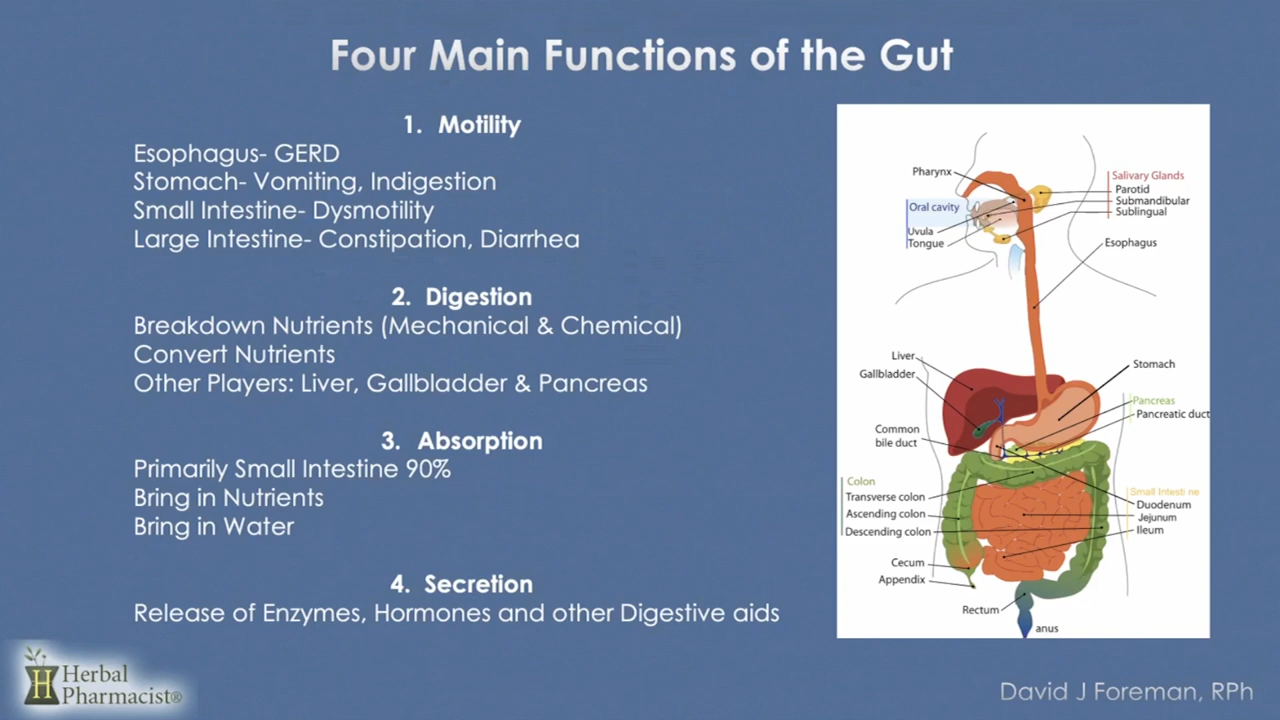 Four Main Functions of the Gut
1. Motility
Esophagus- GERD
Stomach- Vomiting, Indigestion
Small Intestine- Dysmotility
Large Intestine- Constipation, Diarrhea
2. Digestion
Breakdown Nutrients (Mechanical & Chemical)
Convert Nutrients
Other Players: Liver, Gallbladder & Pancreas
3. Absorption
Primarily Small Intestine 90%
Bring in Nutrients
Bring in Water
4. Secretion
Release of Enzymes, Hormones and other Digestive aids
Pharynx
Oral cavity
Uvula
Tongue
Salivary Glands
Parotid
Submandibular
Sublingual
Esophagus
Liver
Gallbladder
Common
bile duct
Stomach
Pancreas
Pancreatic duct
Colon
Transverse colon
Ascending colon
Descending colon
Small Intesti ne
Duodenum
Jejunum
Ileum
Cecum
Appendix
Rectum
anus
H
Herbal
Pharmacist®
David J Foreman, RPh